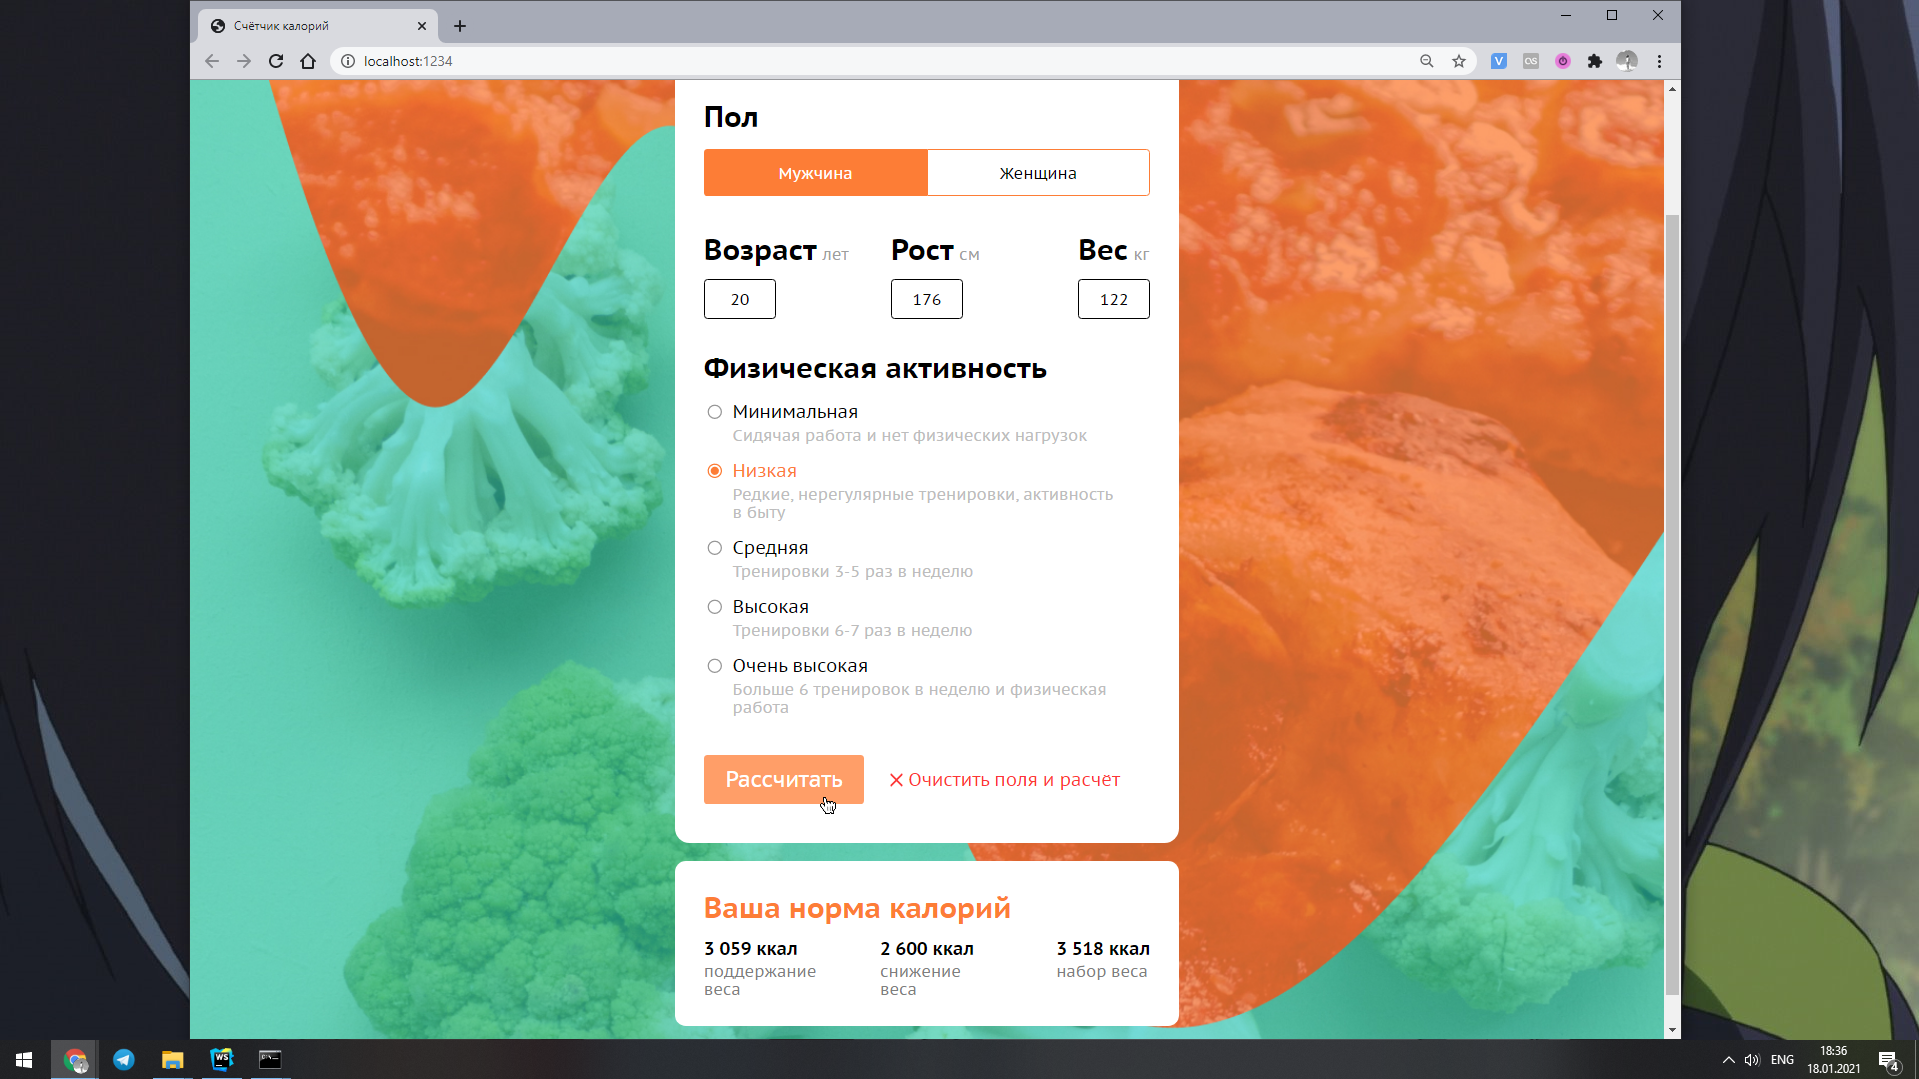 Счётчик калорий
localhost:1234
Пол
Мужчина
Женщина
Возраст лет
Рост см
Вес кг
20
176
122
Физическая активность
Минимальная
Сидячая работа и нет физических нагрузок
Низкая
Редкие, нерегулярные тренировки, активность
в быту
Средняя
Тренировки 3-5 раз в неделю
Высокая
Тренировки 6-7 раз в неделю
Очень высокая
Больше 6 тренировок в неделю и физическая
работа
Рассчитать
Очистить поля и расчёт
Ваша норма калорий
3 059 ккал
поддержание
веса
2 600 ккал
снижение
веса
3 518 ккал
набор веса
WS
ENG
18:36
18.01.2021
4